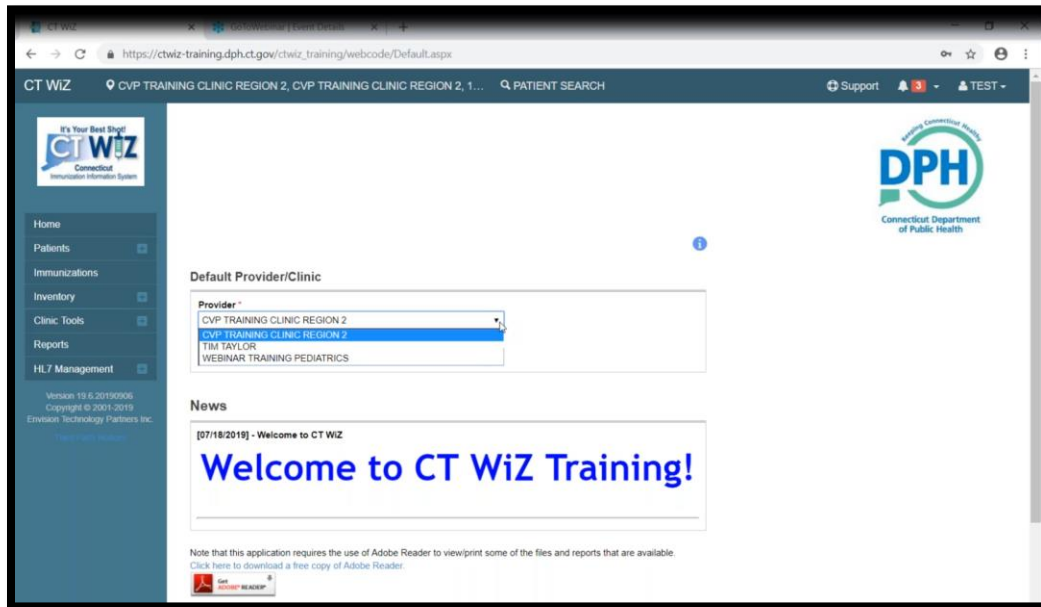 CT WiZ
GoToWebinar | Event Details
https://ctwiz-training.dph.ct.gov/ctwiz_training/webcode/Default.aspx
CT WiZ
CVP TRAINING CLINIC REGION 2, CVP TRAINING CLINIC REGION 2, 1...
PATIENT SEARCH
Support
3
TEST
It's Your Best Shot!
CT WiZ
Connecticut
Immunization Information System
Keeping Connecticut Healthy
DPH
Connecticut Department
of Public Health
Home
Patients
Immunizations
Inventory
Clinic Tools
Reports
HL7 Management
Version 19.6.20190906
Copyright © 2001-2019
Envision Technology Partners Inc.
Default Provider/Clinic
Provider *
CVP TRAINING CLINIC REGION 2
CVP TRAINING CLINIC REGION 2
TIM TAYLOR
WEBINAR TRAINING PEDIATRICS
News
[07/18/2019] - Welcome to CT WiZ
Welcome to CT WiZ Training!
Note that this application requires the use of Adobe Reader to view/print some of the files and reports that are available.
Click here to download a free copy of Adobe Reader.
Get
ADOBE® READER®